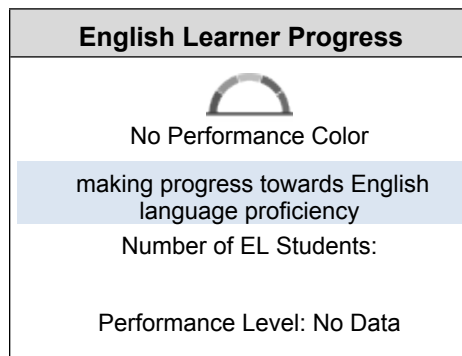 English Learner Progress
No Performance Color
making progress towards English
language proficiency
Number of EL Students:
Performance Level: No Data